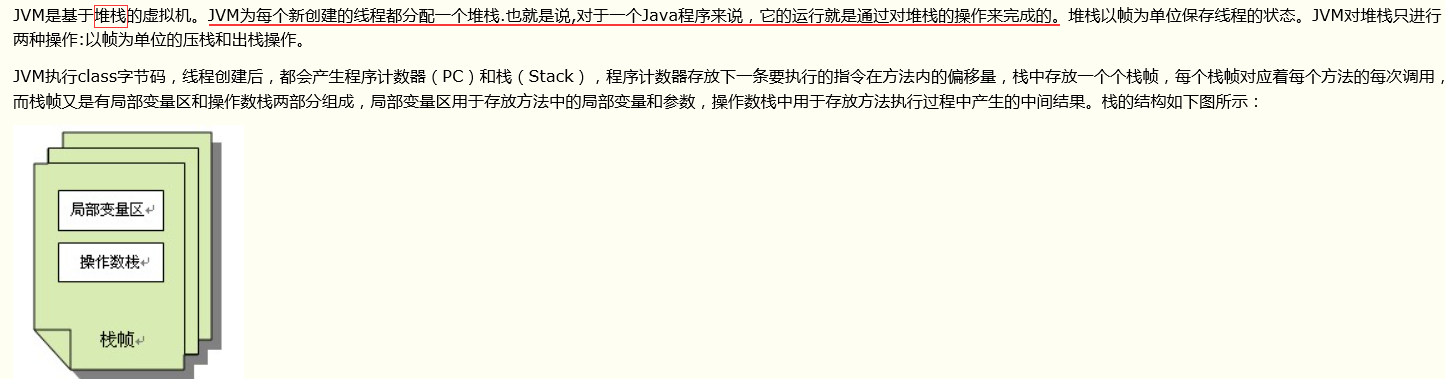 JVM是基于堆栈的虚拟机。JVM为每个新创建的线程都分配一个堆栈.也就是说,对于一个Java程序来说，它的运行就是通过对堆栈的操作来完成的。堆栈以帧为单位保存线程的状态。JVM对堆栈只进行
两种操作:以帧为单位的压栈和出栈操作。
JVM执行class字节码，线程创建后，都会产生程序计数器（PC）和栈（Stack），程序计数器存放下一条要执行的指令在方法内的偏移量，栈中存放一个个栈帧，每个栈帧对应着每个方法的每次调用，
而栈帧又是有局部变量区和操作数栈两部分组成，局部变量区用于存放方法中的局部变量和参数，操作数栈中用于存放方法执行过程中产生的中间结果。栈的结构如下图所示：
局部变量区↵
操作数栈↵
栈帧↵